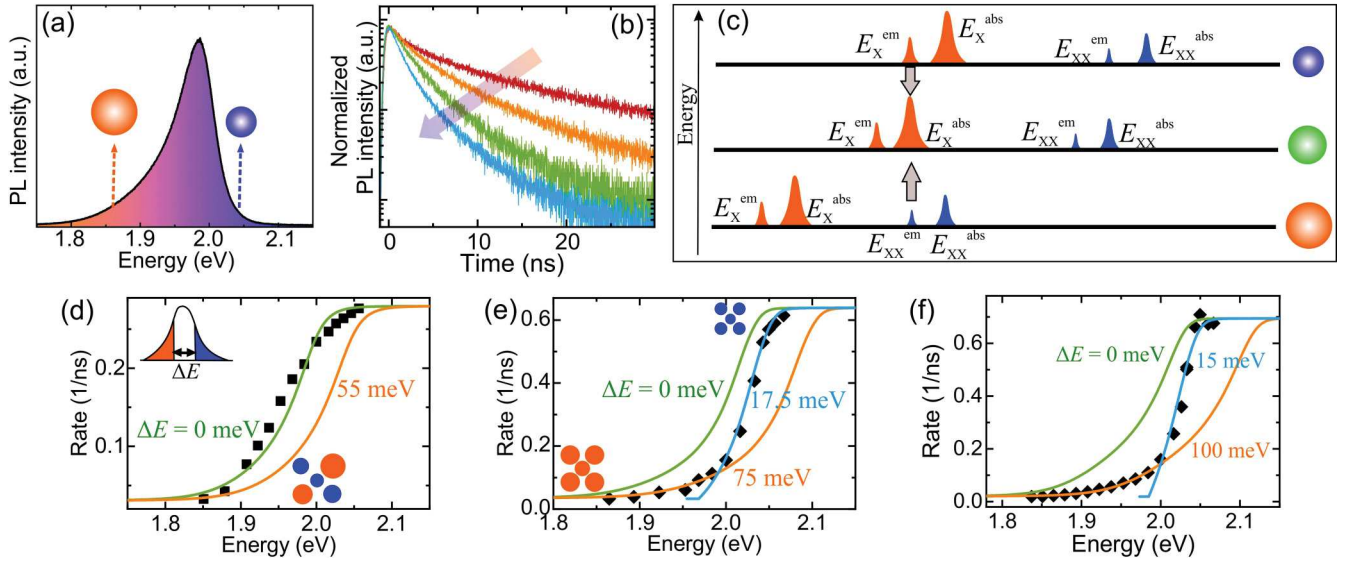 (a)
PL intensity (a.u.)
1.8 1.9 2.0 2.1
Energy (eV)
(b)
Normalized
PL intensity (a.u.)
0 10 20
Time (ns)
(c)
Energy
E_X^em E_X^abs E_XX^em E_XX^abs
E_X^em E_X^abs E_XX^em E_XX^abs
E_X^em E_X^abs E_XX^em E_XX^abs
(d)
ΔE
Rate (1/ns)
0.2
0.1
ΔE = 0 meV
55 meV
1.8 1.9 2.0 2.1
Energy (eV)
(e)
Rate (1/ns)
0.6
0.4
0.2
0.0
ΔE = 0 meV
17.5 meV
75 meV
1.8 1.9 2.0 2.1
Energy (eV)
(f)
Rate (1/ns)
0.6
0.4
0.2
0.0
ΔE = 0 meV
15 meV
100 meV
1.8 1.9 2.0 2.1
Energy (eV)